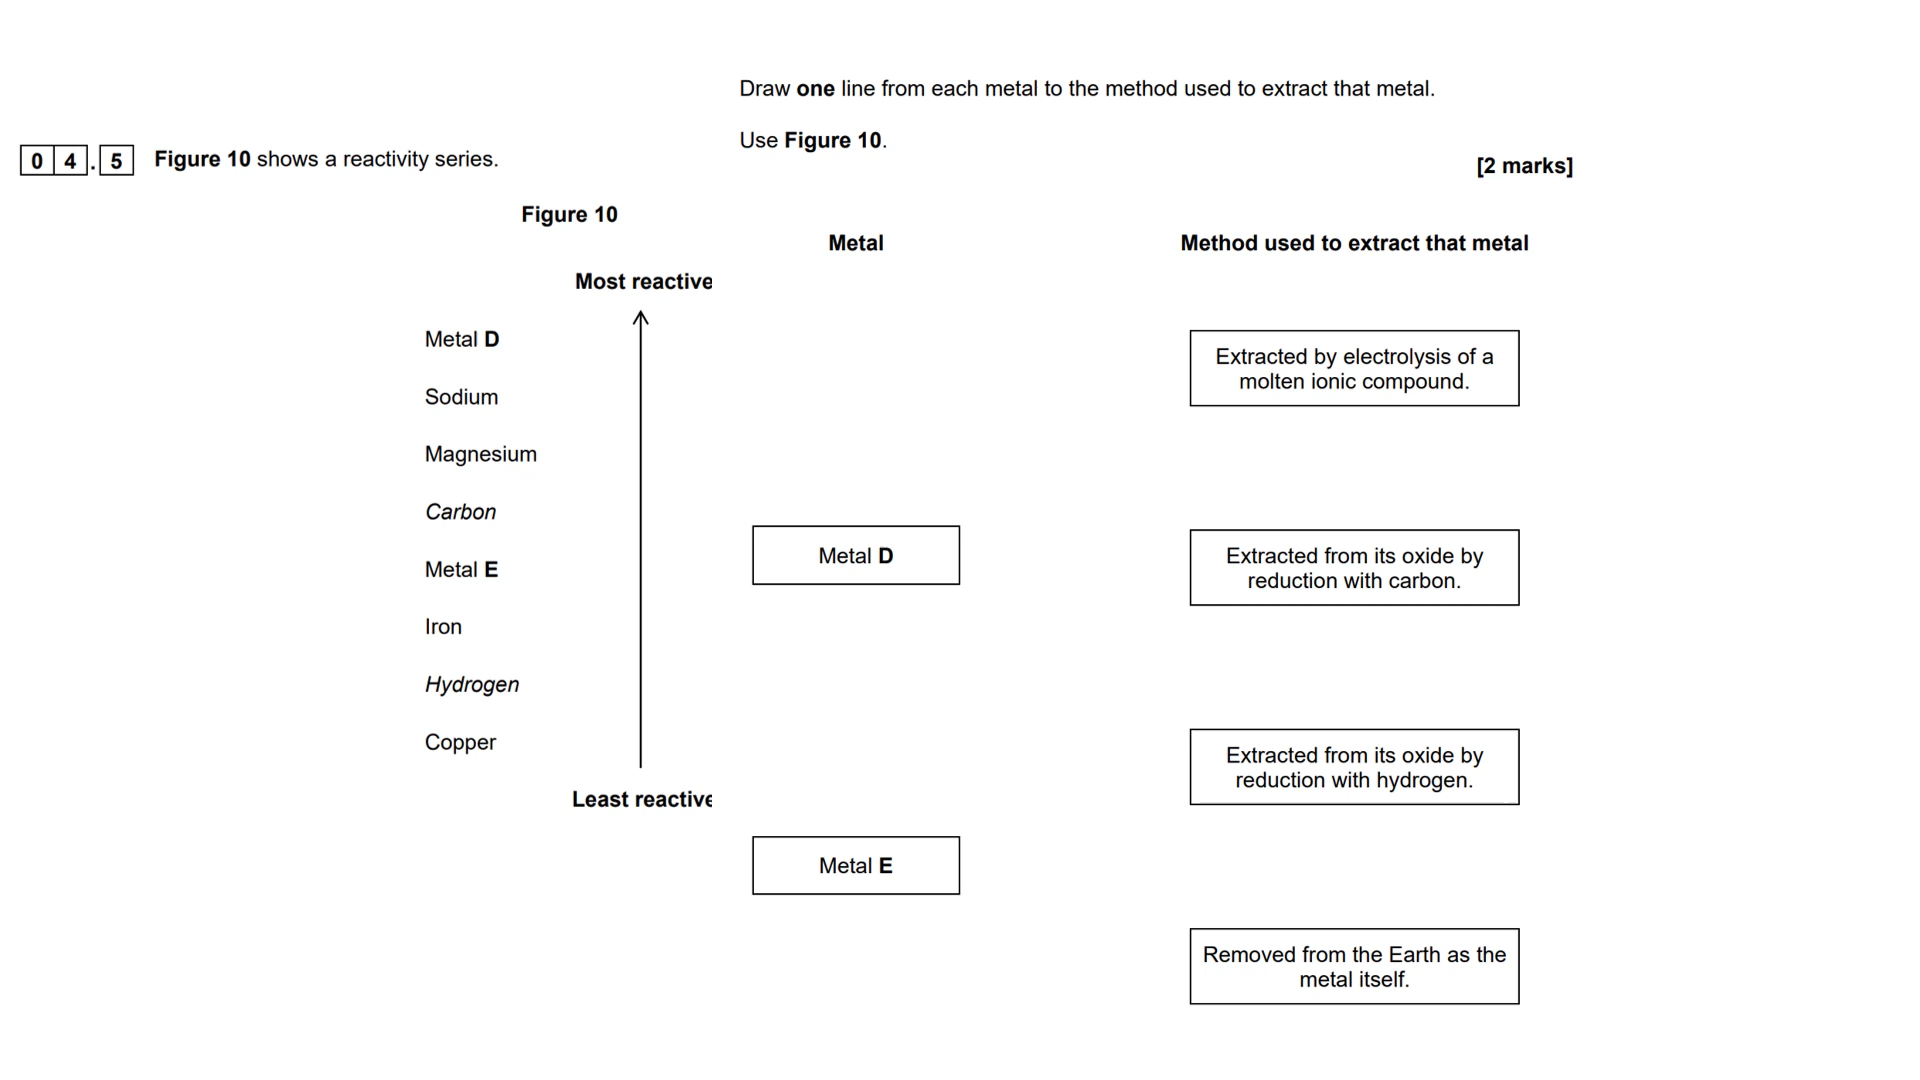 04.5 Figure 10 shows a reactivity series.
Figure 10
Most reactive
Metal D
Sodium
Magnesium
Carbon
Metal E
Iron
Hydrogen
Copper
Least reactive
Draw one line from each metal to the method used to extract that metal.
Use Figure 10.
[2 marks]
Metal
Method used to extract that metal
Metal D
Metal E
Extracted by electrolysis of a
molten ionic compound.
Extracted from its oxide by
reduction with carbon.
Extracted from its oxide by
reduction with hydrogen.
Removed from the Earth as the
metal itself.